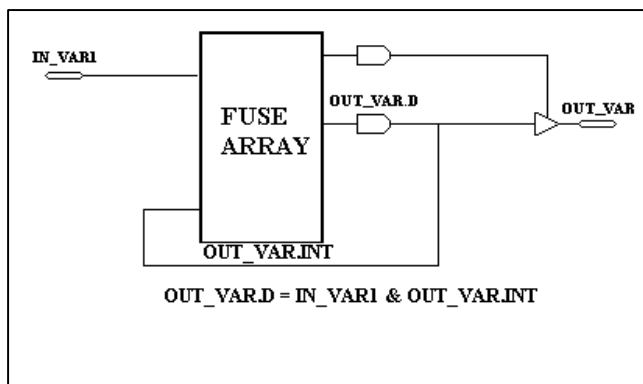 IN_VAR1
OUT_VAR.D
OUT_VAR
FUSE
ARRAY
OUT_VAR.INT
OUT_VAR.D = IN_VAR1 & OUT_VAR.INT